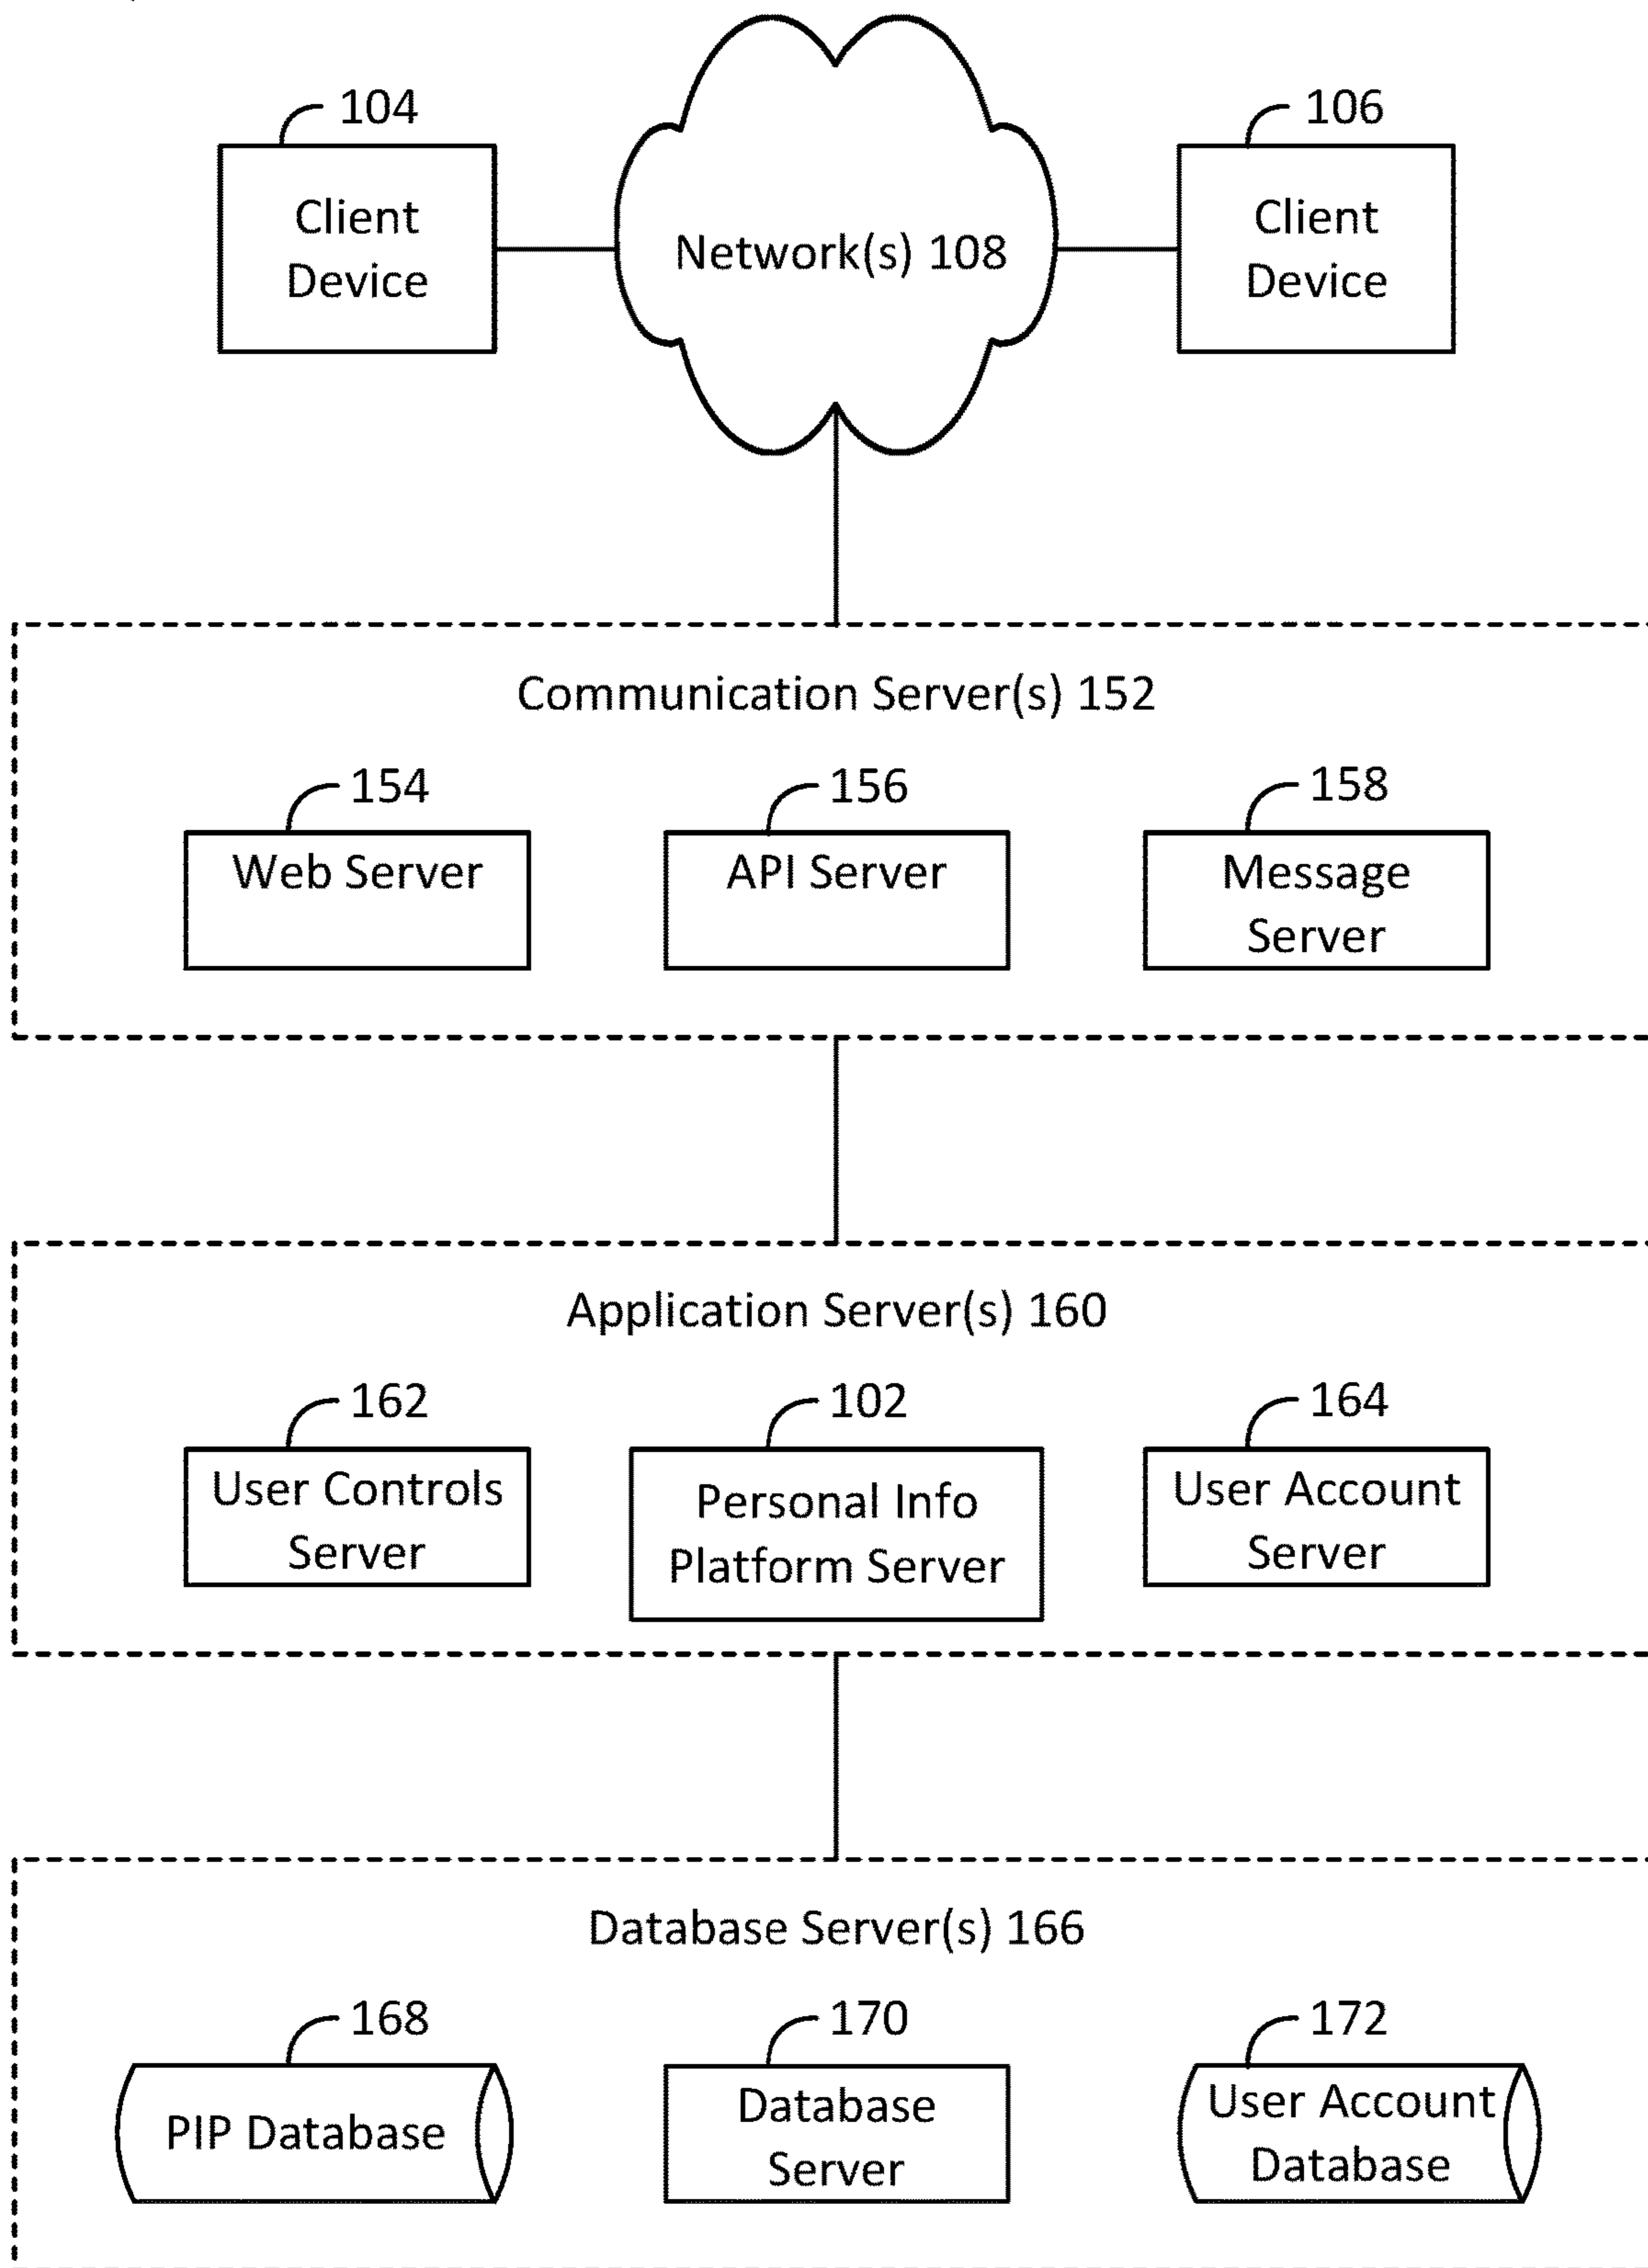 104
106
Client
Device
Network(s) 108
Client
Device
Communication Server(s) 152
154
156
158
Web Server
API Server
Message
Server
Application Server(s) 160
162
102
164
User Controls
Server
Personal Info
Platform Server
User Account
Server
Database Server(s) 166
168
170
172
PIP Database
Database
Server
User Account
Database